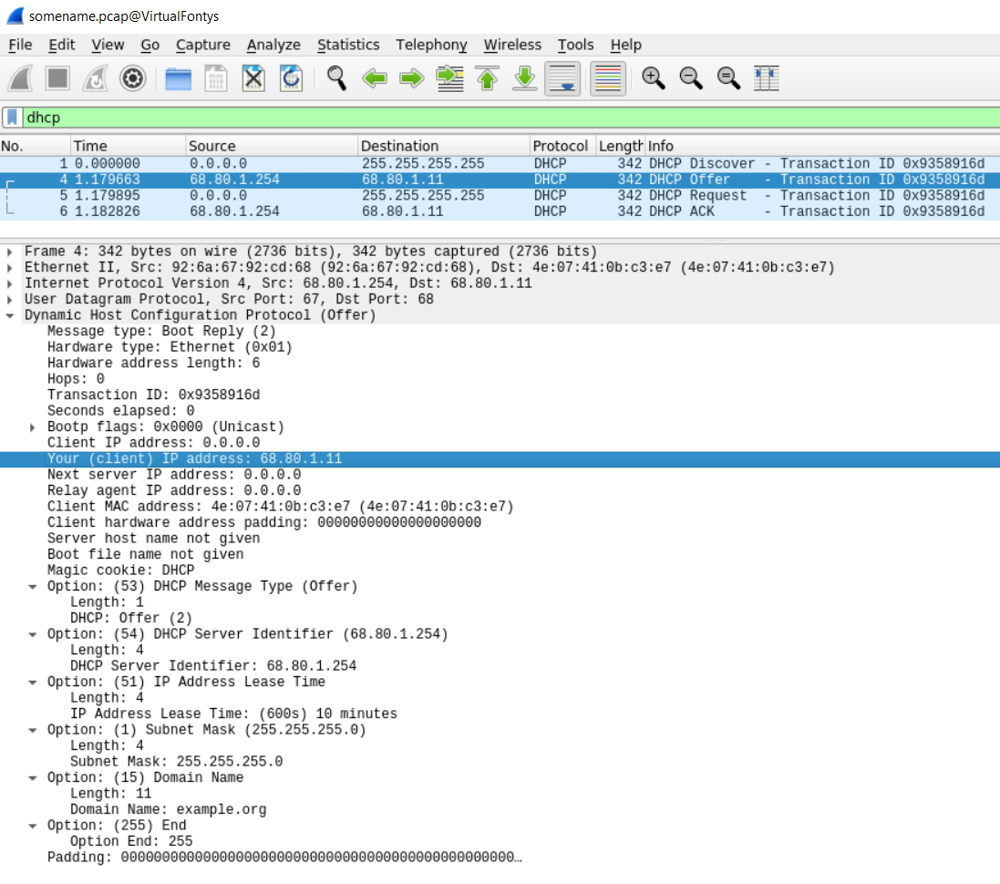 somename.pcap@VirtualFontys
File Edit View Go Capture Analyze Statistics Telephony Wireless Tools Help
dhcp
No. Time Source Destination Protocol Length Info
1 0.000000 0.0.0.0 255.255.255.255 DHCP 342 DHCP Discover - Transaction ID 0x9358916d
4 1.179663 68.80.1.254 68.80.1.11 DHCP 342 DHCP Offer - Transaction ID 0x9358916d
5 1.179895 0.0.0.0 255.255.255.255 DHCP 342 DHCP Request - Transaction ID 0x9358916d
6 1.182826 68.80.1.254 68.80.1.11 DHCP 342 DHCP ACK - Transaction ID 0x9358916d
Frame 4: 342 bytes on wire (2736 bits), 342 bytes captured (2736 bits)
Ethernet II, Src: 92:6a:67:92:cd:68 (92:6a:67:92:cd:68), Dst: 4e:07:41:0b:c3:e7 (4e:07:41:0b:c3:e7)
Internet Protocol Version 4, Src: 68.80.1.254, Dst: 68.80.1.11
User Datagram Protocol, Src Port: 67, Dst Port: 68
Dynamic Host Configuration Protocol (Offer)
Message type: Boot Reply (2)
Hardware type: Ethernet (0x01)
Hardware address length: 6
Hops: 0
Transaction ID: 0x9358916d
Seconds elapsed: 0
Bootp flags: 0x0000 (Unicast)
Client IP address: 0.0.0.0
Your (client) IP address: 68.80.1.11
Next server IP address: 0.0.0.0
Relay agent IP address: 0.0.0.0
Client MAC address: 4e:07:41:0b:c3:e7 (4e:07:41:0b:c3:e7)
Client hardware address padding: 00000000000000000000
Server host name not given
Boot file name not given
Magic cookie: DHCP
Option: (53) DHCP Message Type (Offer)
Length: 1
DHCP: Offer (2)
Option: (54) DHCP Server Identifier (68.80.1.254)
Length: 4
DHCP Server Identifier: 68.80.1.254
Option: (51) IP Address Lease Time
Length: 4
IP Address Lease Time: (600s) 10 minutes
Option: (1) Subnet Mask (255.255.255.0)
Length: 4
Subnet Mask: 255.255.255.0
Option: (15) Domain Name
Length: 11
Domain Name: example.org
Option: (255) End
Option End: 255
Padding: 000000000000000000000000000000000000000000000000…